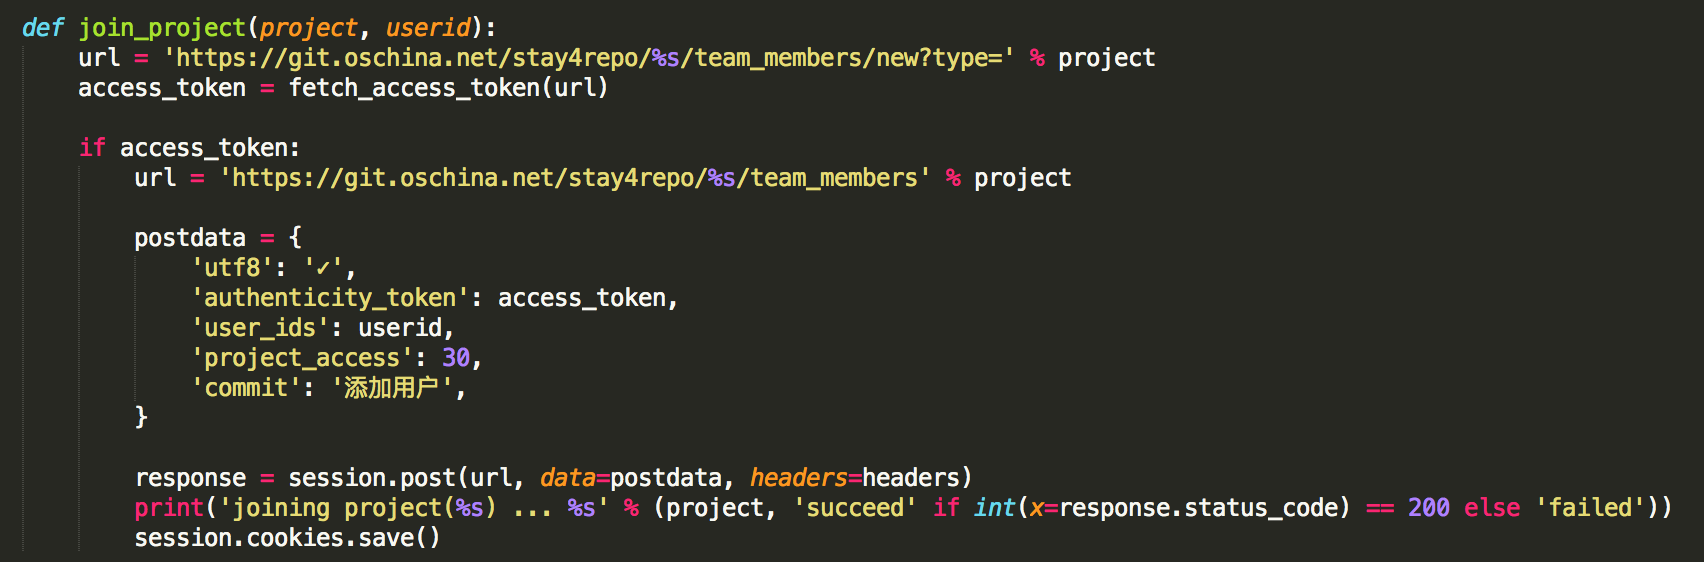 def join_project(project, userid):
url = 'https://git.oschina.net/stay4repo/%s/team_members/new?type=' % project
access_token = fetch_access_token(url)
if access_token:
url = 'https://git.oschina.net/stay4repo/%s/team_members' % project
postdata = {
'utf8': '✓',
'authenticity_token': access_token,
'user_ids': userid,
'project_access': 30,
'commit': '添加用户',
}
response = session.post(url, data=postdata, headers=headers)
print('joining project(%s) ... %s' % (project, 'succeed' if int(x=response.status_code) == 200 else 'failed'))
session.cookies.save()